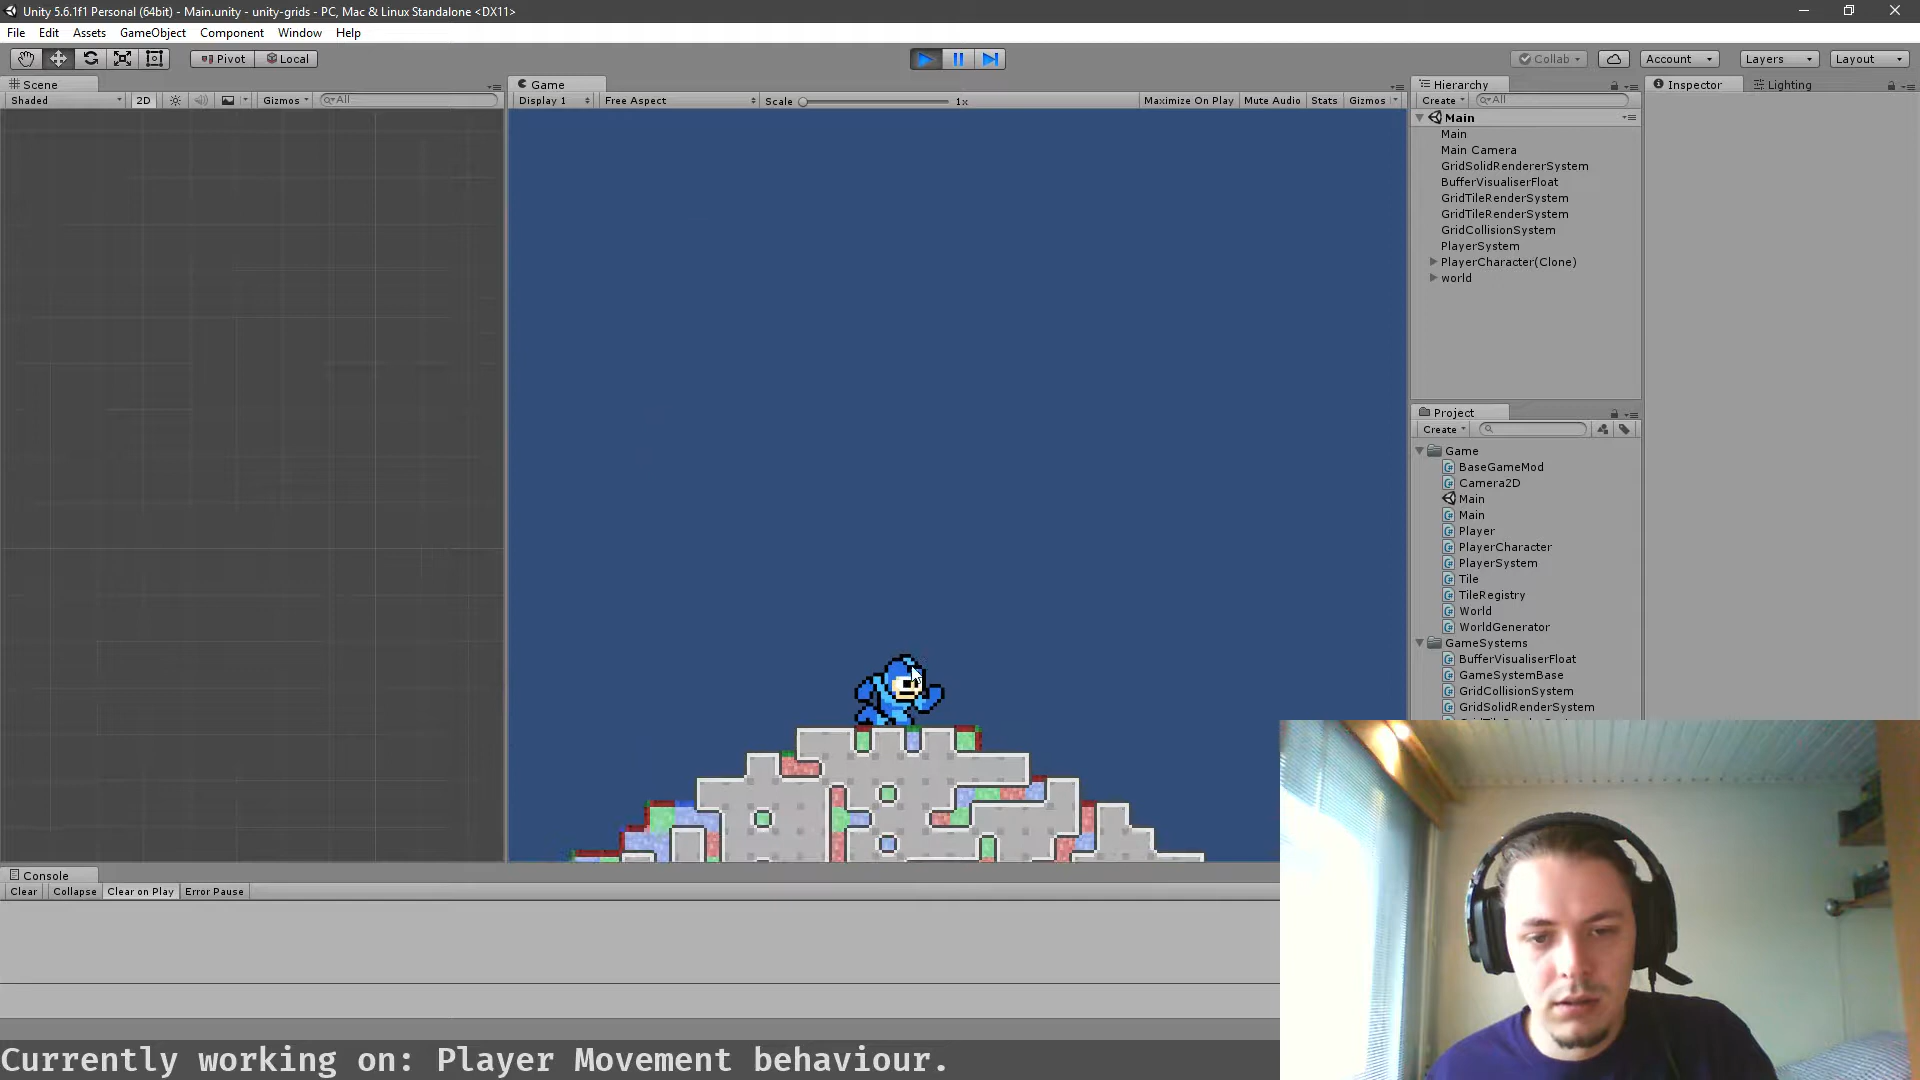 Unity 5.6.1f1 Personal (64bit) - Main.unity - unity-grids - PC, Mac & Linux Standalone <DX11>
File Edit Assets GameObject Component Window Help
Pivot Local Collab Account Layers Layout
Scene
Shaded 2D Gizmos All
Game
Display 1 Free Aspect Scale 1x Maximize On Play Mute Audio Stats Gizmos
Hierarchy
Create All
Main
Main
Main Camera
GridSolidRendererSystem
BufferVisualiserFloat
GridTileRenderSystem
GridTileRenderSystem
GridCollisionSystem
PlayerSystem
PlayerCharacter(Clone)
world
Inspector Lighting
Project
Create
Game
BaseGameMod
Camera2D
Main
Main
Player
PlayerCharacter
PlayerSystem
Tile
TileRegistry
World
WorldGenerator
GameSystems
BufferVisualiserFloat
GameSystemBase
GridCollisionSystem
GridSolidRenderSystem
Console
Clear Collapse Clear on Play Error Pause
Currently working on: Player Movement behaviour.